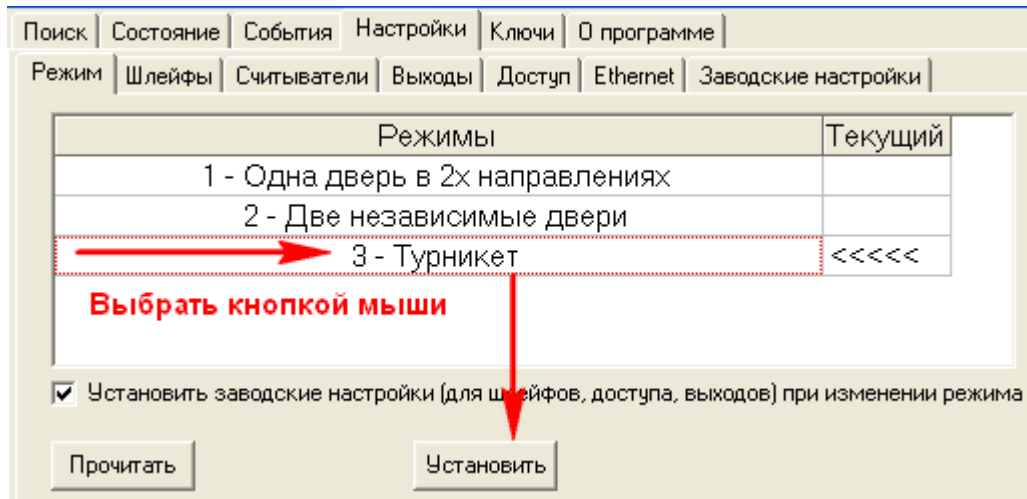 Поиск Состояние События Настройки Ключи О программе
Режим Шлейфы Считыватели Выходы Доступ Ethernet Заводские настройки
Режимы Текущий
1 - Одна дверь в 2х направлениях
2 - Две независимые двери
3 - Турникет <<<<<
Выбрать кнопкой мыши
Установить заводские настройки (для шлейфов, доступа, выходов) при изменении режима
Прочитать Установить